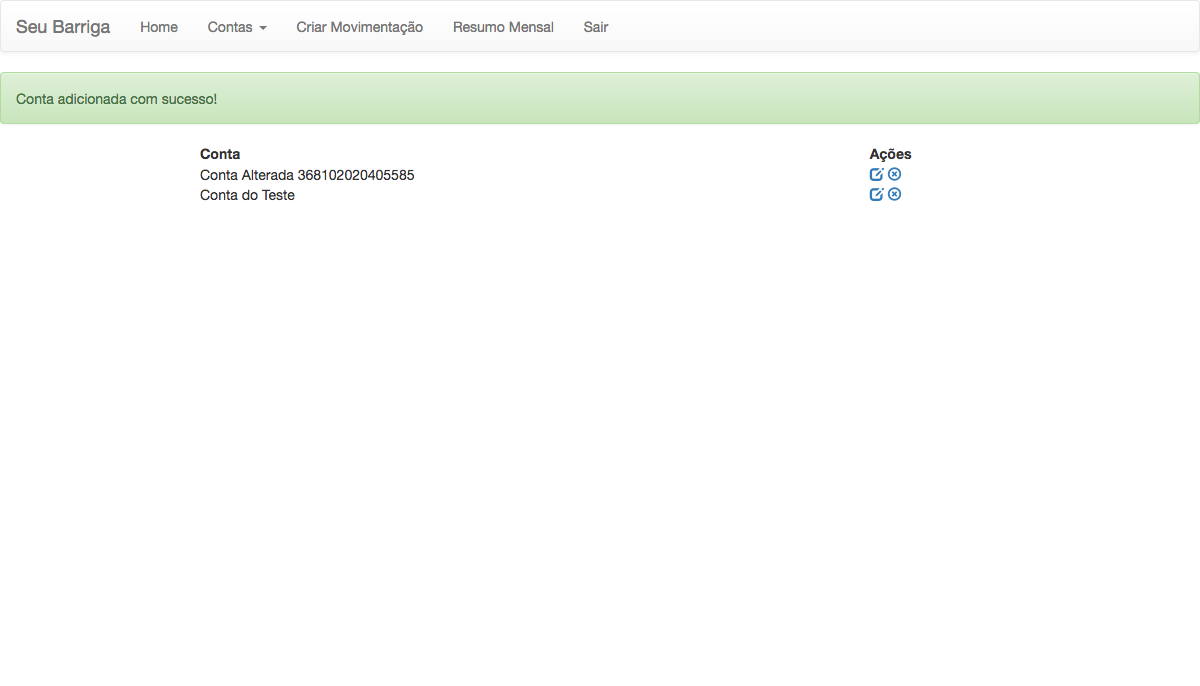 Seu Barriga Home Contas Criar Movimentação Resumo Mensal Sair
Conta adicionada com sucesso!
Conta Ações
Conta Alterada 368102020405585
Conta do Teste